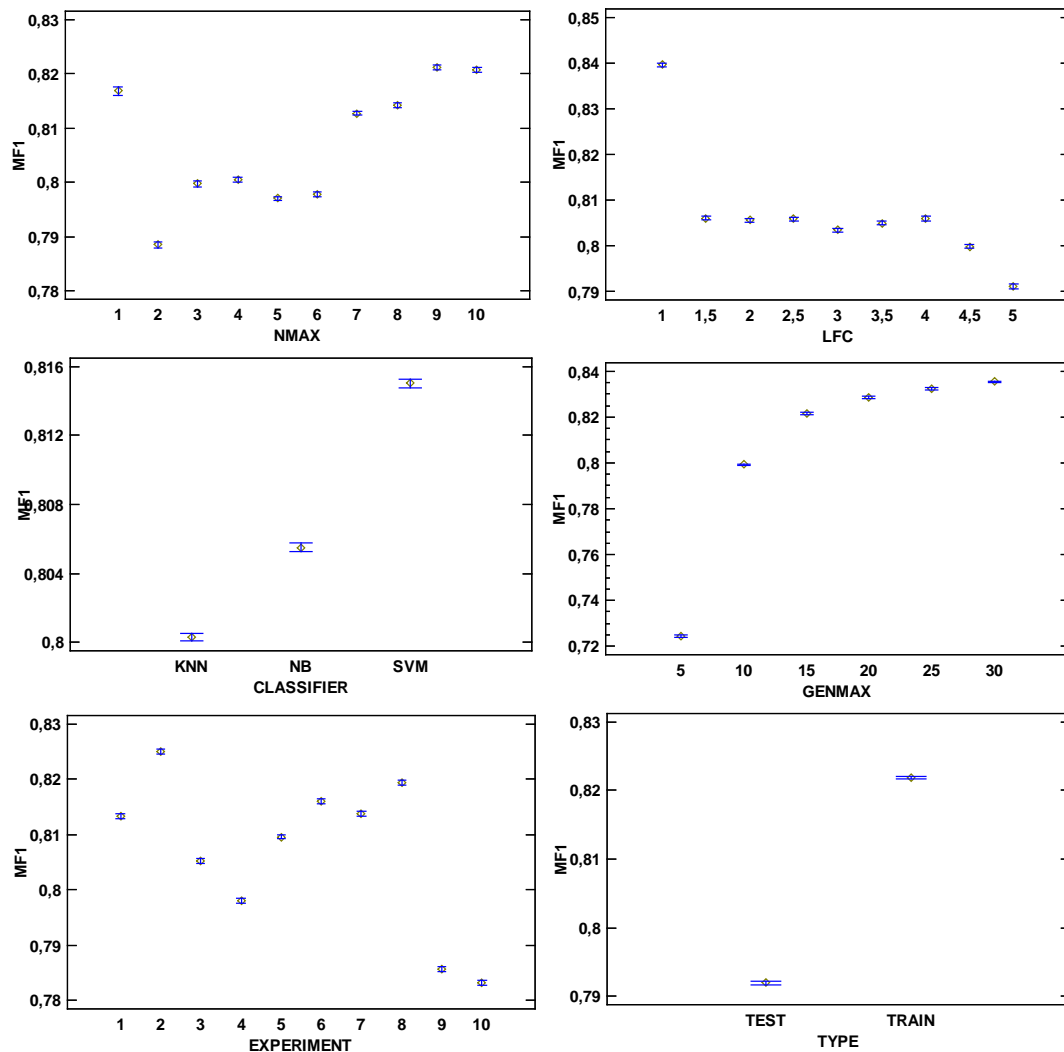 0,83
0,82
0,81
0,8
0,79
0,78
MF1
1 2 3 4 5 6 7 8 9 10
NMAX
0,85
0,84
0,83
0,82
0,81
0,8
0,79
MF1
1 1,5 2 2,5 3 3,5 4 4,5 5
LFC
0,816
0,812
0,808
0,804
0,8
MF1
KNN NB SVM
CLASSIFIER
0,84
0,82
0,8
0,78
0,76
0,74
0,72
MF1
5 10 15 20 25 30
GENMAX
0,83
0,82
0,81
0,8
0,79
0,78
MF1
1 2 3 4 5 6 7 8 9 10
EXPERIMENT
0,83
0,82
0,81
0,8
0,79
MF1
TEST TRAIN
TYPE